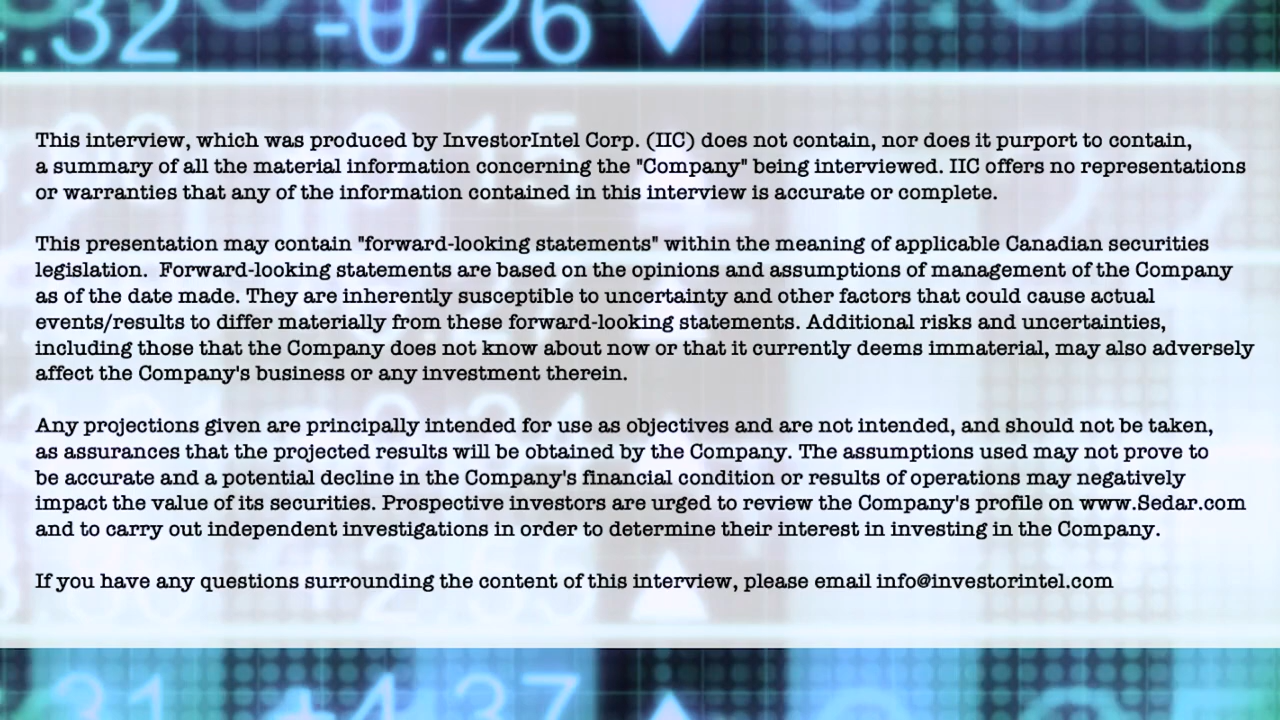 .32 -0.26
This interview, which was produced by InvestorIntel Corp. (IIC) does not contain, nor does it purport to contain,
a summary of all the material information concerning the "Company" being interviewed. IIC offers no representations
or warranties that any of the information contained in this interview is accurate or complete.
This presentation may contain "forward-looking statements" within the meaning of applicable Canadian securities
legislation.  Forward-looking statements are based on the opinions and assumptions of management of the Company
as of the date made. They are inherently susceptible to uncertainty and other factors that could cause actual
events/results to differ materially from these forward-looking statements. Additional risks and uncertainties,
including those that the Company does not know about now or that it currently deems immaterial, may also adversely
affect the Company's business or any investment therein.
Any projections given are principally intended for use as objectives and are not intended, and should not be taken,
as assurances that the projected results will be obtained by the Company. The assumptions used may not prove to
be accurate and a potential decline in the Company's financial condition or results of operations may negatively
impact the value of its securities. Prospective investors are urged to review the Company's profile on www.Sedar.com
and to carry out independent investigations in order to determine their interest in investing in the Company.
If you have any questions surrounding the content of this interview, please email info@investorintel.com
.31 +4.37